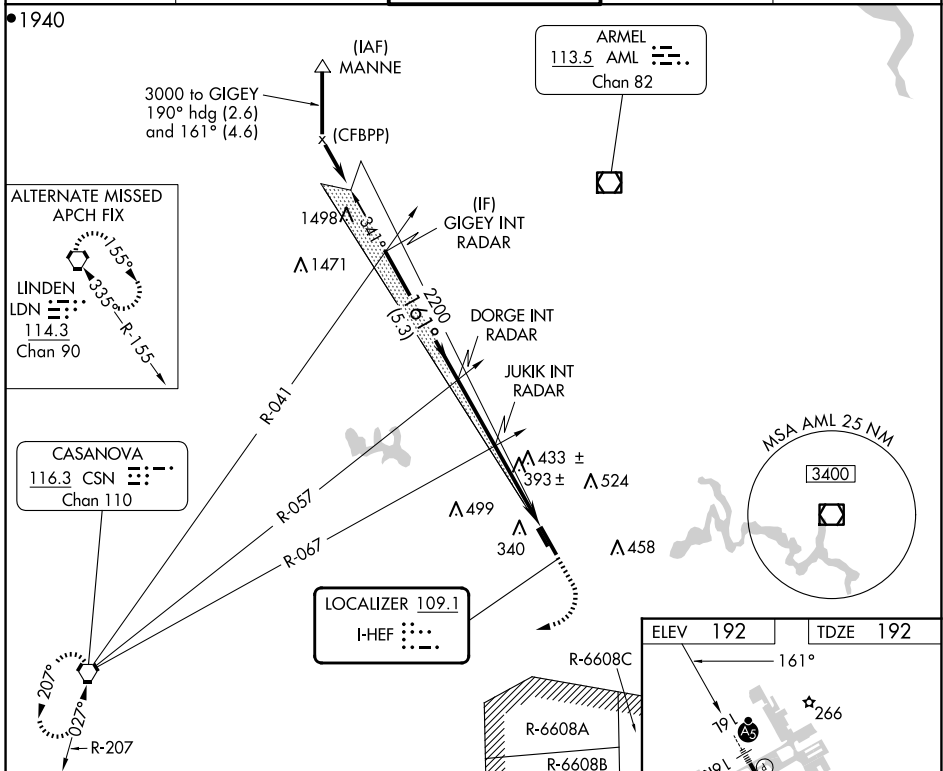 1940
(IAF)
MANNE
3000 to GIGEY
190° hdg (2.6)
and 161° (4.6)
(CFBPP)
ARMEL
113.5 AML
Chan 82
ALTERNATE MISSED
APCH FIX
155°
335°
R-155
LINDEN
LDN
114.3
Chan 90
1498
1471
341°
(IF)
GIGEY INT
RADAR
2200
161°
(5.3)
DORGE INT
RADAR
JUKIK INT
RADAR
R-041
R-057
R-067
CASANOVA
116.3 CSN
Chan 110
433 ±
393 ±
524
499
340
458
MSA AML 25 NM
3400
LOCALIZER 109.1
I-HEF
207°
027°
R-207
R-6608C
R-6608A
R-6608B
ELEV 192
TDZE 192
161°
266
16L
A5
16R
P